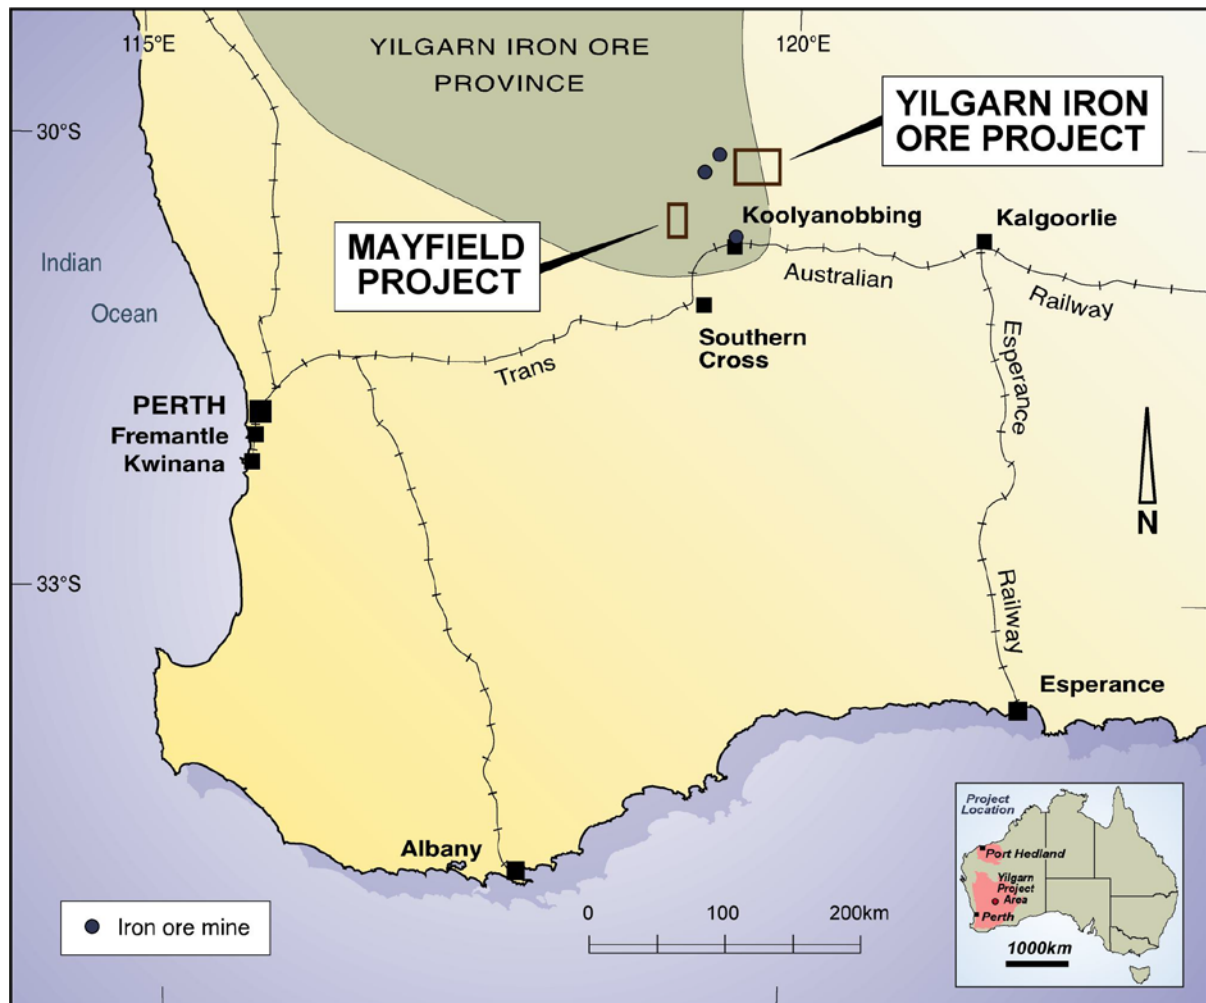 115°E
120°E
YILGARN IRON ORE
PROVINCE
YILGARN IRON
ORE PROJECT
30°S
Koolyanobbing
Kalgoorlie
MAYFIELD
PROJECT
Indian
Ocean
Australian
Railway
Southern
Cross
Trans
Esperance
Railway
PERTH
Fremantle
Kwinana
N
33°S
Esperance
Albany
Iron ore mine
0
100
200km
Project
Location
Port Hedland
Yilgarn
Project
Area
Perth
1000km